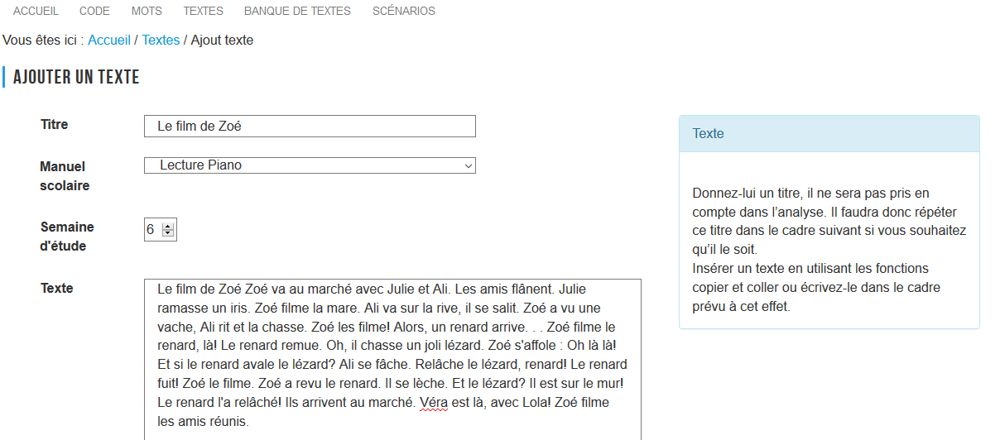 ACCUEIL CODE MOTS TEXTES BANQUE DE TEXTES SCÉNARIOS
Vous êtes ici : Accueil / Textes / Ajout texte
AJOUTER UN TEXTE
Titre
Le film de Zoé
Manuel
scolaire
Lecture Piano
Semaine
d'étude
6
Texte
Le film de Zoé Zoé va au marché avec Julie et Ali. Les amis flânent. Julie
ramasse un iris. Zoé filme la mare. Ali va sur la rive, il se salit. Zoé a vu une
vache, Ali rit et la chasse. Zoé les filme! Alors, un renard arrive. . . Zoé filme le
renard, là! Le renard remue. Oh, il chasse un joli lézard. Zoé s'affole : Oh là là!
Et si le renard avale le lézard? Ali se fâche. Relâche le lézard, renard! Le renard
fuit! Zoé le filme. Zoé a revu le renard. Il se lèche. Et le lézard? Il est sur le mur!
Le renard l'a relâché! Ils arrivent au marché. Véra est là, avec Lola! Zoé filme
les amis réunis.
Texte
Donnez-lui un titre, il ne sera pas pris en
compte dans l’analyse. Il faudra donc répéter
ce titre dans le cadre suivant si vous souhaitez
qu’il le soit.
Insérer un texte en utilisant les fonctions
copier et coller ou écrivez-le dans le cadre
prévu à cet effet.